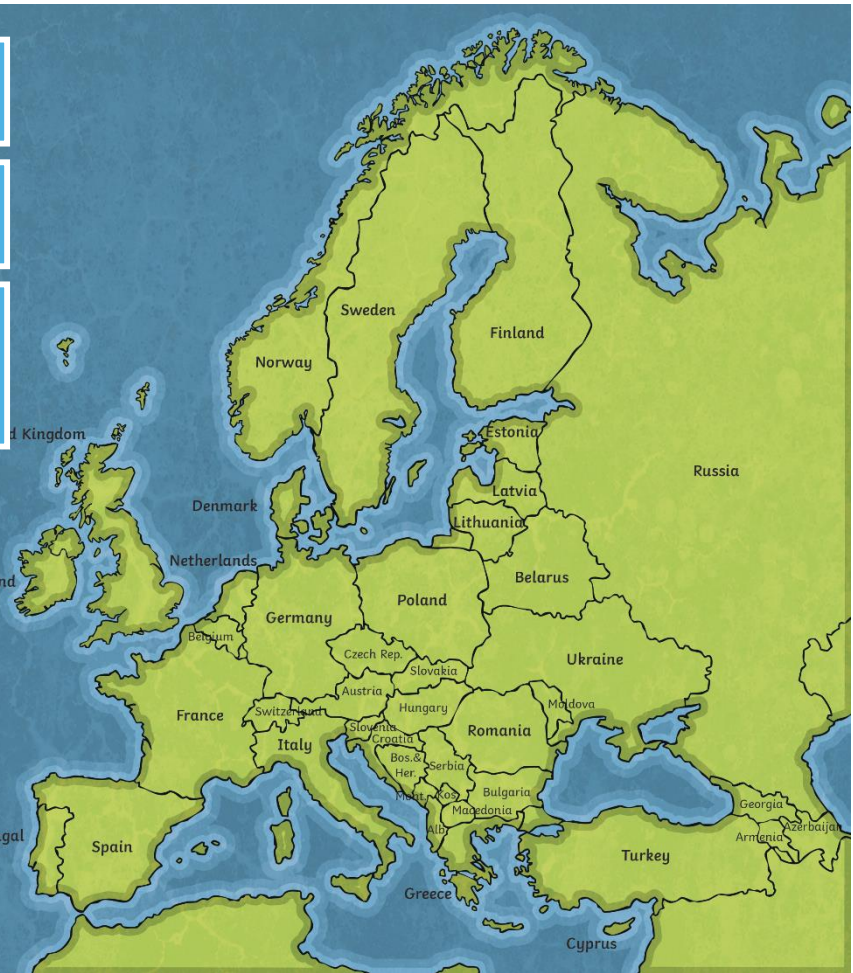 Sweden
Finland
Norway
d Kingdom
Estonia
Russia
Latvia
Denmark
Lithuania
Netherlands
Belarus
nd
Poland
Germany
Belgium
Czech Rep.
Ukraine
Slovakia
Austria
Moldova
Hungary
France
Switzerland
Slovenia
Romania
Croatia
Italy
Bos.&
Her.
Serbia
Bulgaria
Mont.
Kos.
Georgia
Macedonia
Azerbaijan
Alb.
Armenia
gal
Spain
Turkey
Greece
Cyprus